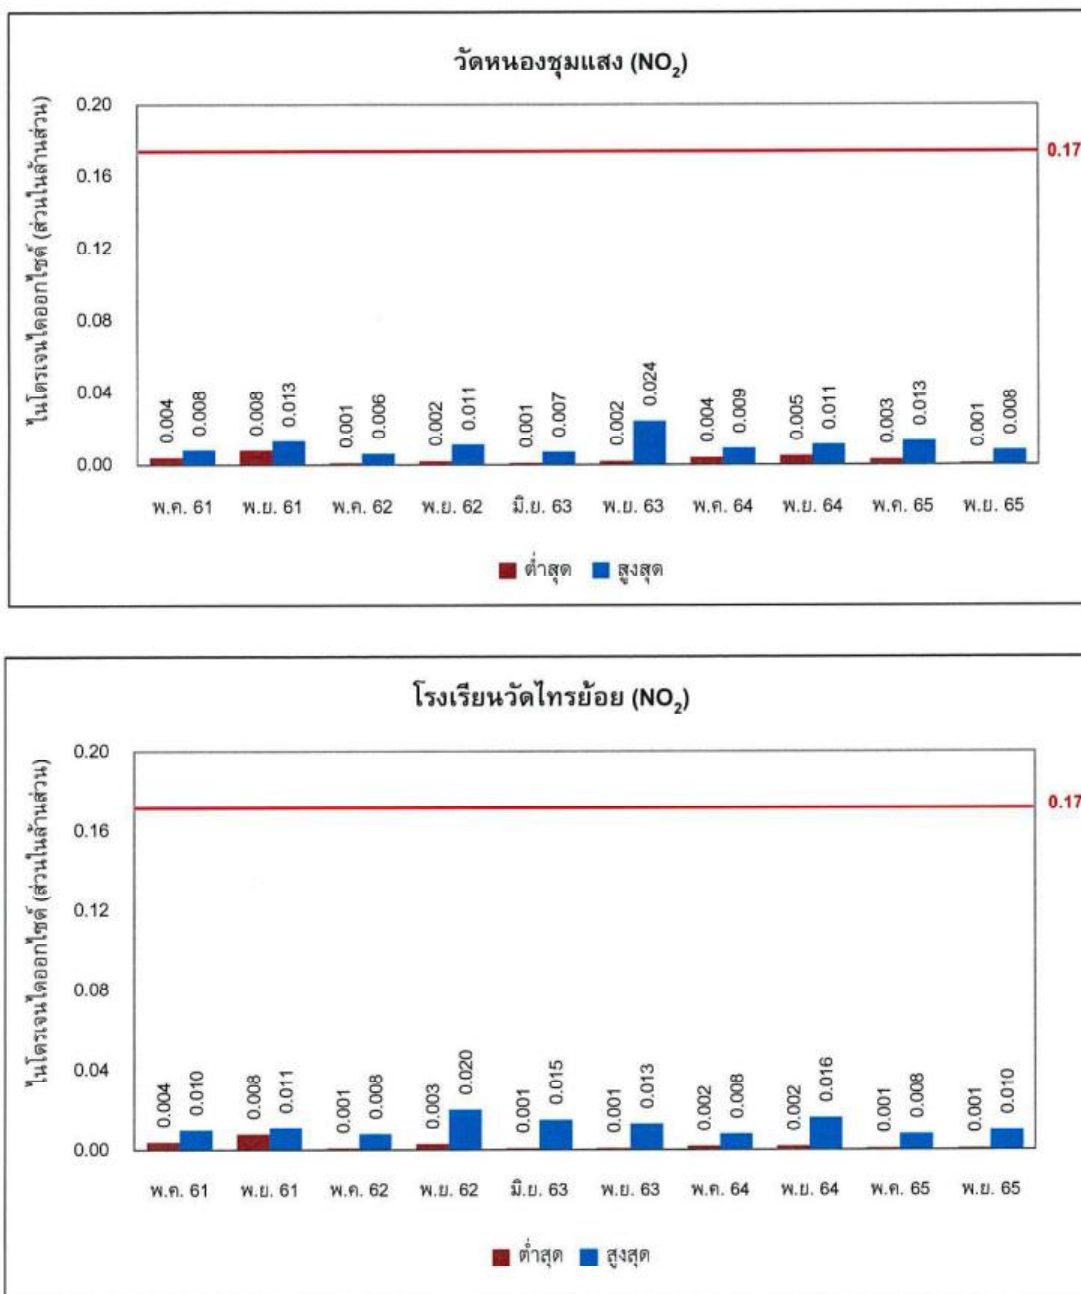 วัดหนองชุมแสง (NO₂)
ไนโตรเจนไดออกไซด์ (ส่วนในล้านส่วน)
0.20
0.17
0.16
0.12
0.08
0.04
0.00
0.004 0.008 0.008 0.013 0.001 0.006 0.002 0.011 0.001 0.007 0.002 0.024 0.004 0.009 0.005 0.011 0.003 0.013 0.001 0.008
พ.ค. 61 พ.ย. 61 พ.ค. 62 พ.ย. 62 มิ.ย. 63 พ.ย. 63 พ.ค. 64 พ.ย. 64 พ.ค. 65 พ.ย. 65
ต่ำสุด สูงสุด
โรงเรียนวัดไทรย้อย (NO₂)
ไนโตรเจนไดออกไซด์ (ส่วนในล้านส่วน)
0.20
0.17
0.16
0.12
0.08
0.04
0.00
0.004 0.010 0.008 0.011 0.001 0.008 0.003 0.020 0.001 0.015 0.001 0.013 0.002 0.008 0.002 0.016 0.001 0.008 0.001 0.010
พ.ค. 61 พ.ย. 61 พ.ค. 62 พ.ย. 62 มิ.ย. 63 พ.ย. 63 พ.ค. 64 พ.ย. 64 พ.ค. 65 พ.ย. 65
ต่ำสุด สูงสุด